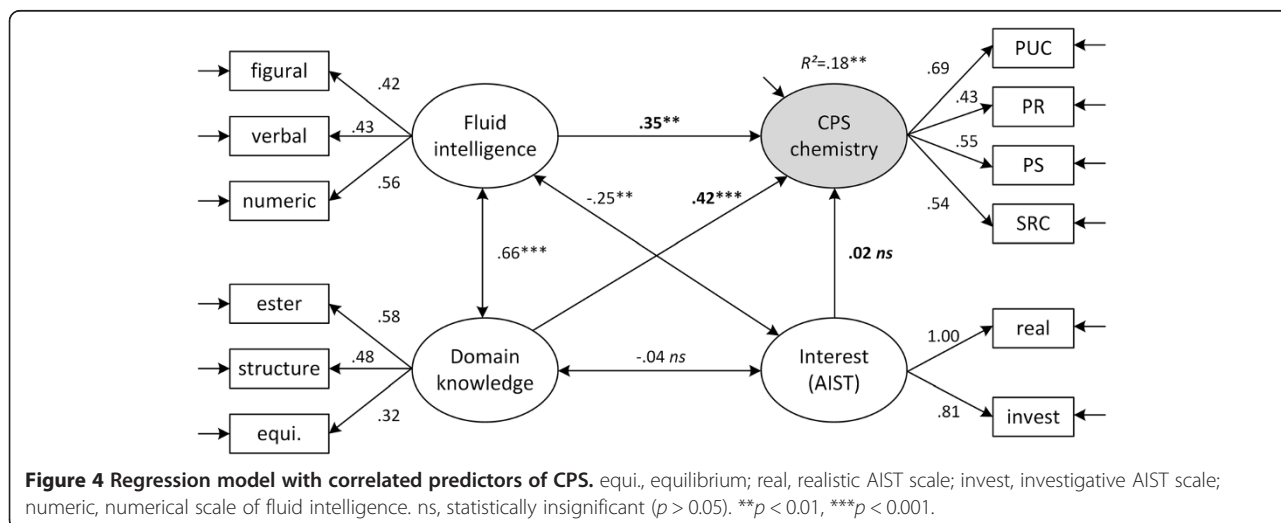 figural
verbal
numeric
.42
.43
.56
Fluid
intelligence
.35**
R²=.18**
CPS
chemistry
.69
.43
.55
.54
PUC
PR
PS
SRC
-.25**
.42***
.66***
.02 ns
ester
structure
equi.
.58
.48
.32
Domain
knowledge
-.04 ns
Interest
(AIST)
1.00
.81
real
invest
Figure 4 Regression model with correlated predictors of CPS. equi., equilibrium; real, realistic AIST scale; invest, investigative AIST scale;
numeric, numerical scale of fluid intelligence. ns, statistically insignificant (p > 0.05). **p < 0.01, ***p < 0.001.